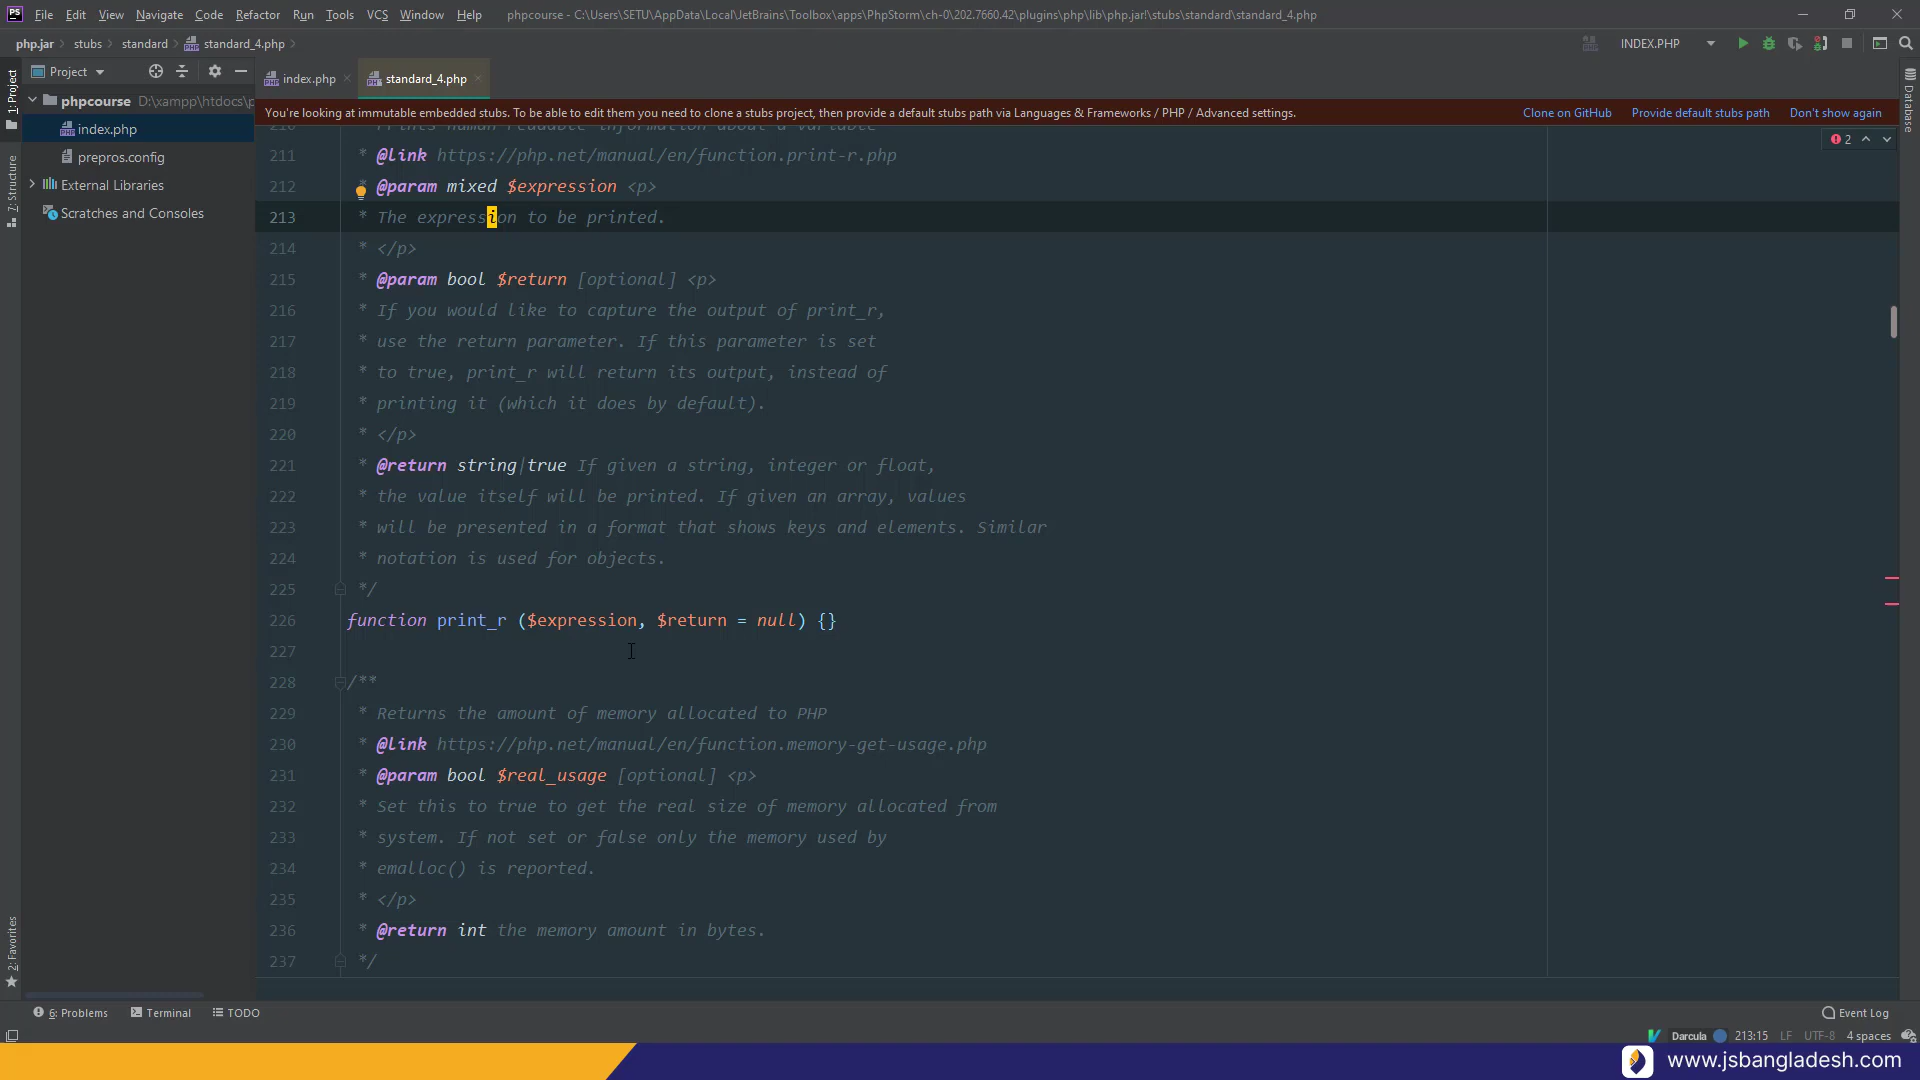 PS File Edit View Navigate Code Refactor Run Tools VCS Window Help phpcourse - C:\Users\SETU\AppData\Local\JetBrains\Toolbox\apps\PhpStorm\ch-0\202.7660.42\plugins\php\lib\php.jar!\stubs\standard\standard_4.php
php.jar stubs standard standard_4.php INDEX.PHP
1: Project
7: Structure
2: Favorites
Database
Project
phpcourse D:\xampp\htdocs\p
index.php
prepros.config
External Libraries
Scratches and Consoles
index.php standard_4.php
You're looking at immutable embedded stubs. To be able to edit them you need to clone a stubs project, then provide a default stubs path via Languages & Frameworks / PHP / Advanced settings. Clone on GitHub Provide default stubs path Don't show again
2
210 * Prints human-readable information about a variable
211 * @link https://php.net/manual/en/function.print-r.php
212 * @param mixed $expression <p>
213 * The expression to be printed.
214 * </p>
215 * @param bool $return [optional] <p>
216 * If you would like to capture the output of print_r,
217 * use the return parameter. If this parameter is set
218 * to true, print_r will return its output, instead of
219 * printing it (which it does by default).
220 * </p>
221 * @return string|true If given a string, integer or float,
222 * the value itself will be printed. If given an array, values
223 * will be presented in a format that shows keys and elements. Similar
224 * notation is used for objects.
225 */
226 function print_r ($expression, $return = null) {}
227
228 /**
229 * Returns the amount of memory allocated to PHP
230 * @link https://php.net/manual/en/function.memory-get-usage.php
231 * @param bool $real_usage [optional] <p>
232 * Set this to true to get the real size of memory allocated from
233 * system. If not set or false only the memory used by
234 * emalloc() is reported.
235 * </p>
236 * @return int the memory amount in bytes.
237 */
6: Problems Terminal TODO Event Log
Darcula 213:15 LF UTF-8 4 spaces
www.jsbangladesh.com